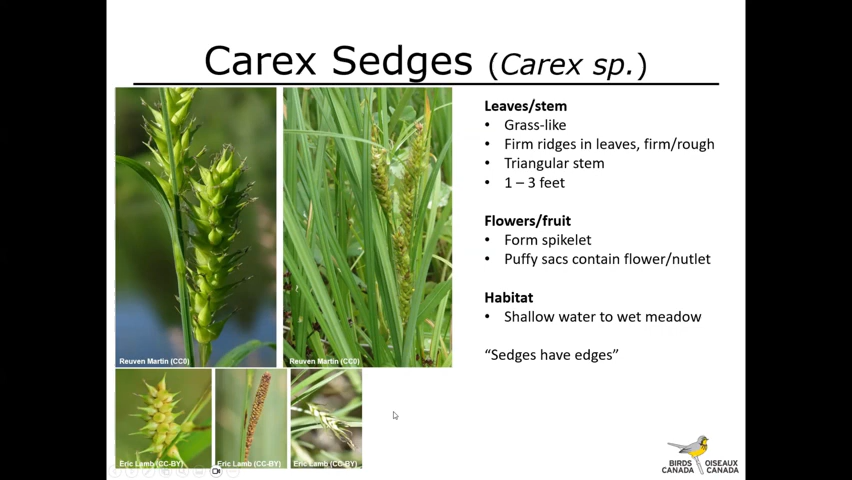 Carex Sedges (Carex sp.)
Leaves/stem
• Grass-like
• Firm ridges in leaves, firm/rough
• Triangular stem
• 1 – 3 feet
Flowers/fruit
• Form spikelet
• Puffy sacs contain flower/nutlet
Habitat
• Shallow water to wet meadow
“Sedges have edges”
Reuven Martin (CC0)
Reuven Martin (CC0)
Eric Lamb (CC-BY)
Eric Lamb (CC-BY)
Eric Lamb (CC-BY)
BIRDS OISEAUX
CANADA CANADA